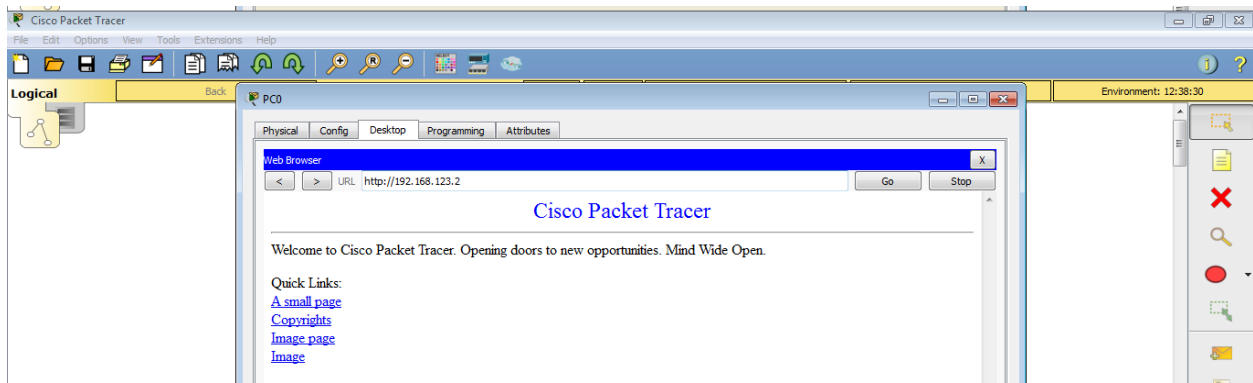 Cisco Packet Tracer
File Edit Options View Tools Extensions Help
Logical
Back
Environment: 12:38:30
PC0
Physical Config Desktop Programming Attributes
Web Browser
X
< > URL http://192.168.123.2 Go Stop
Cisco Packet Tracer
Welcome to Cisco Packet Tracer. Opening doors to new opportunities. Mind Wide Open.
Quick Links:
A small page
Copyrights
Image page
Image